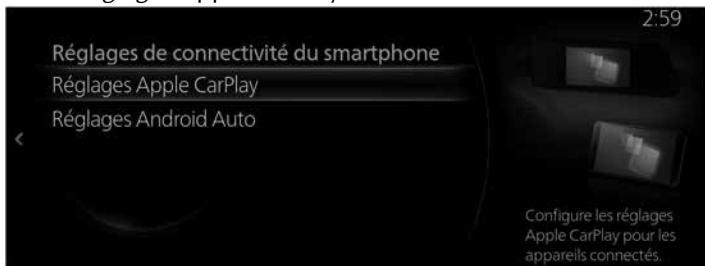 2:59
Réglages de connectivité du smartphone
Réglages Apple CarPlay
Réglages Android Auto
Configure les réglages
Apple CarPlay pour les
appareils connectés.